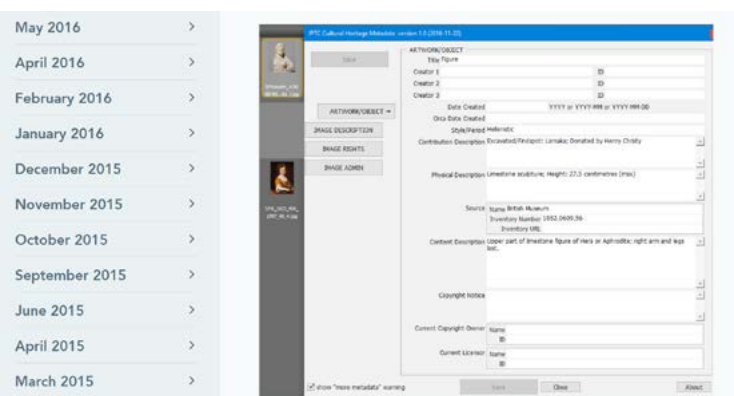 May 2016
April 2016
February 2016
January 2016
December 2015
November 2015
October 2015
September 2015
June 2015
April 2015
March 2015
IPTC Cultural Heritage Metadata: version 1.0 (2016-11-22)
Save
ARTWORK/OBJECT
IMAGE DESCRIPTION
IMAGE RIGHTS
IMAGE ADMIN
ARTWORK/OBJECT
Title Figure
Creator 1 ID
Creator 2 ID
Creator 3 ID
Date Created YYYY or YYYY-MM or YYYY-MM-DD
Circa Date Created
Style/Period Hellenistic
Contribution Description Excavated/Findspot: Larnaka; Donated by Henry Christy
Physical Description Limestone sculpture; Height: 27.5 centimetres (max)
Source Name British Museum
Inventory Number 1852,0609.56
Inventory URL
Content Description Upper part of limestone figure of Hera or Aphrodite; right arm and legs
lost.
Copyright Notice
Current Copyright Owner Name
ID
Current Licensor Name
ID
show "more metadata" warning
Save Close About